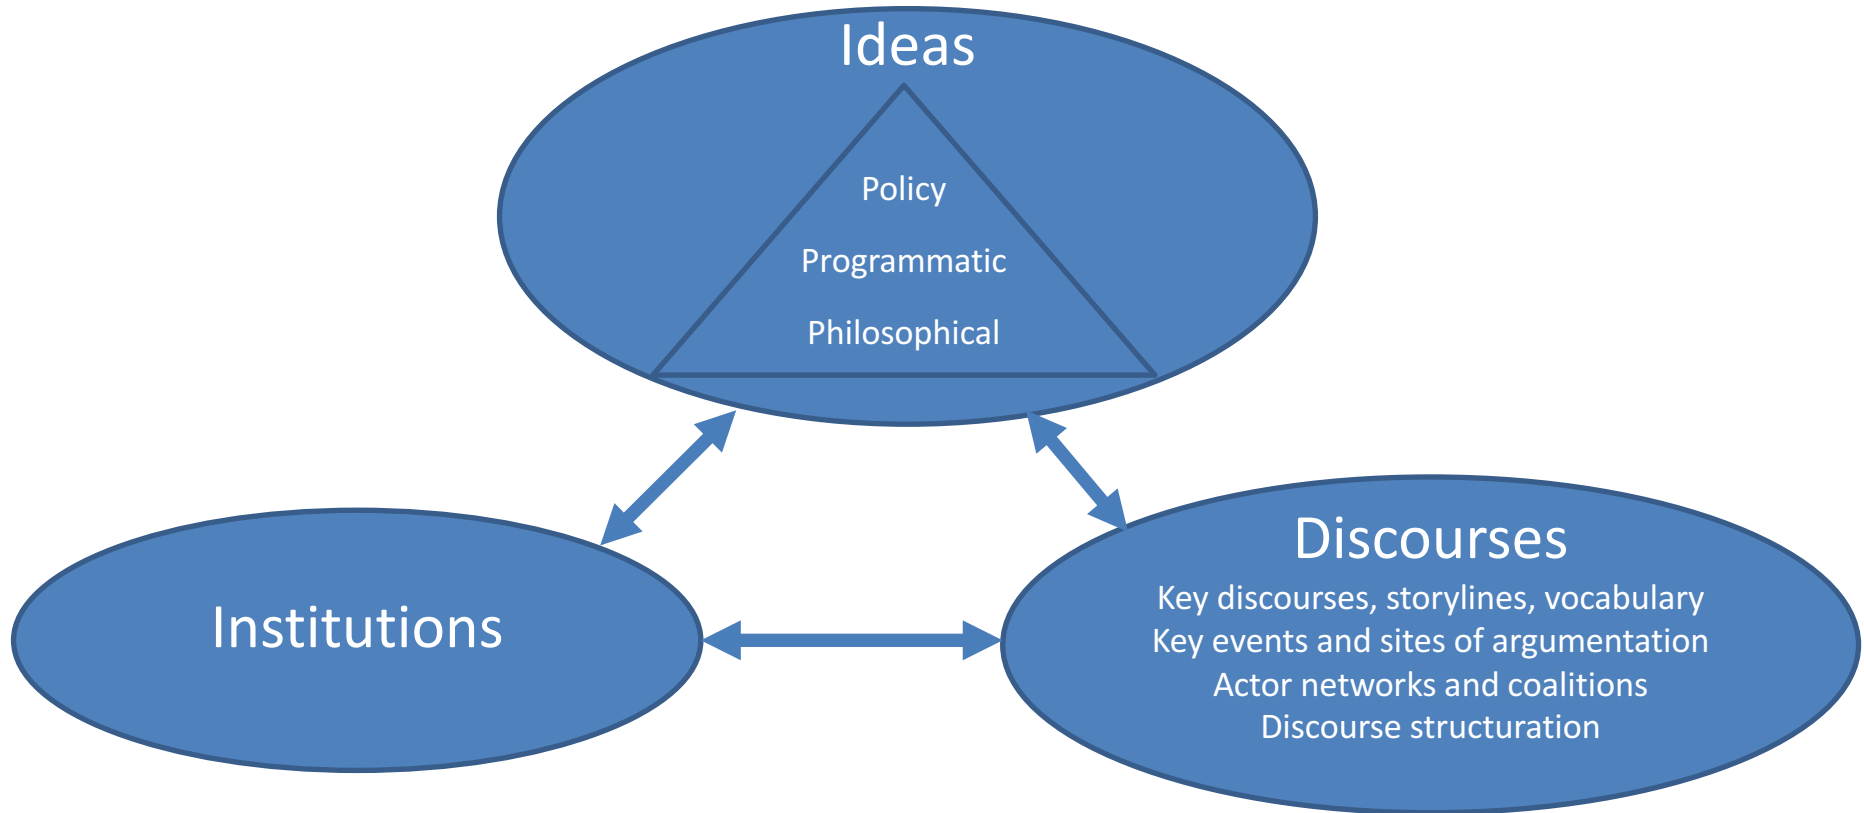 Ideas
Policy
Programmatic
Philosophical
Institutions
Discourses
Key discourses, storylines, vocabulary
Key events and sites of argumentation
Actor networks and coalitions
Discourse structuration